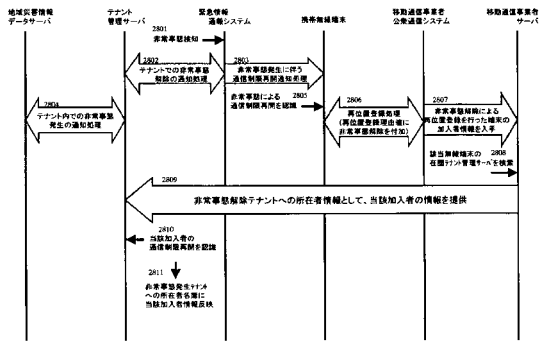 地域災害情報
データサーバ
テナント
管理サーバ
緊急情報
通報システム
携帯無線端末
移動通信事業者
公衆通信システム
移動通信事業者
サーバ
2801
非常事態検知
2802
テナントでの非常事態
解除の通知処理
2803
非常事態発生に伴う
通信制限再開通知処理
2804
テナント内での非常事態
発生の通知処理
非常事態による
2805
通信制限再開を認識
2806
再位置登録処理
(再位置登録理由欄に
非常事態解除を付加)
2807
非常事態解除による
再位置登録を行った端末の
加入者情報を入手
2808
該当無線端末の
在圏テナント管理サーバを検索
2809
非常事態解除テナントへの所在者情報として、当該加入者の情報を提供
2810
当該加入者の
通信制限再開を認識
2811
非常事態発生テナント
への所在者名簿に
当該加入者情報反映